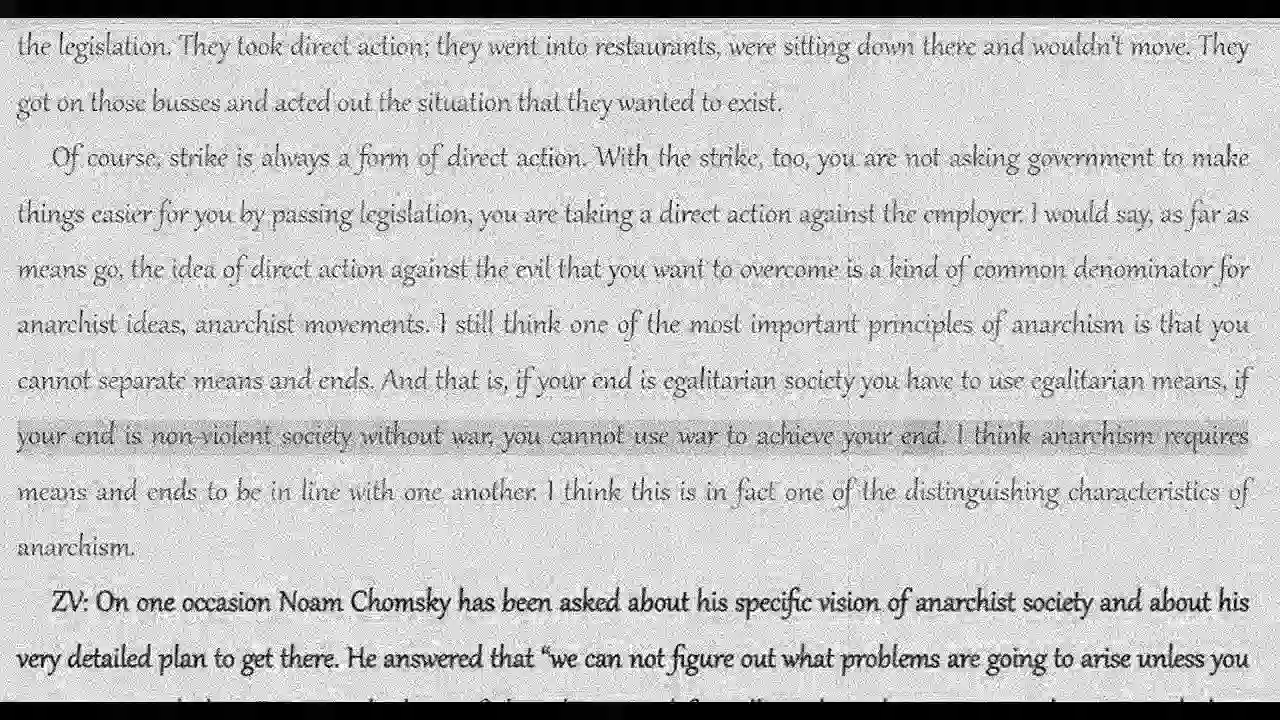 the legislation. They took direct action; they went into restaurants, were sitting down there and wouldn't move. They
got on those busses and acted out the situation that they wanted to exist.
Of course, strike is always a form of direct action. With the strike, too, you are not asking government to make
things easier for you by passing legislation, you are taking a direct action against the employer. I would say, as far as
means go, the idea of direct action against the evil that you want to overcome is a kind of common denominator for
anarchist ideas, anarchist movements. I still think one of the most important principles of anarchism is that you
cannot separate means and ends. And that is, if your end is egalitarian society you have to use egalitarian means, if
your end is non-violent society without war, you cannot use war to achieve your end. I think anarchism requires
means and ends to be in line with one another. I think this is in fact one of the distinguishing characteristics of
anarchism.
ZV: On one occasion Noam Chomsky has been asked about his specific vision of anarchist society and about his
very detailed plan to get there. He answered that “we can not figure out what problems are going to arise unless you